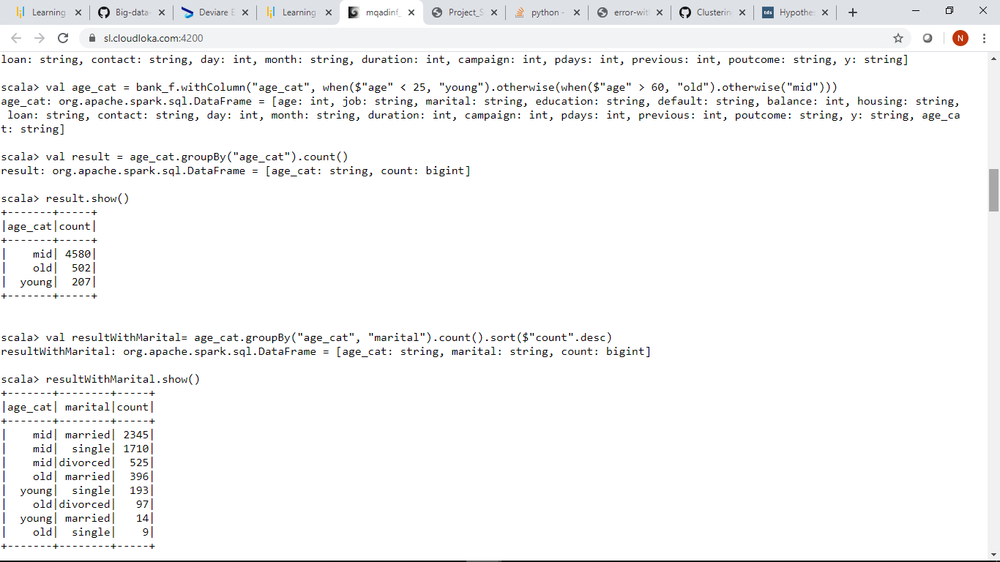 Learning
Big-data-
Deviare E
Learning
mqadinf_
Project_S
python -
error-wit
Clusterin
Hypothes
sl.cloudloka.com:4200
N
loan: string, contact: string, day: int, month: string, duration: int, campaign: int, pdays: int, previous: int, poutcome: string, y: string]
scala> val age_cat = bank_f.withColumn("age_cat", when($"age" < 25, "young").otherwise(when($"age" > 60, "old").otherwise("mid")))
age_cat: org.apache.spark.sql.DataFrame = [age: int, job: string, marital: string, education: string, default: string, balance: int, housing: string,
 loan: string, contact: string, day: int, month: string, duration: int, campaign: int, pdays: int, previous: int, poutcome: string, y: string, age_ca
t: string]
scala> val result = age_cat.groupBy("age_cat").count()
result: org.apache.spark.sql.DataFrame = [age_cat: string, count: bigint]
scala> result.show()
+-------+-----+
|age_cat|count|
+-------+-----+
|    mid| 4580|
|    old|  502|
|  young|  207|
+-------+-----+
scala> val resultWithMarital= age_cat.groupBy("age_cat", "marital").count().sort($"count".desc)
resultWithMarital: org.apache.spark.sql.DataFrame = [age_cat: string, marital: string, count: bigint]
scala> resultWithMarital.show()
+-------+--------+-----+
|age_cat| marital|count|
+-------+--------+-----+
|    mid| married| 2345|
|    mid|  single| 1710|
|    mid|divorced|  525|
|    old| married|  396|
|  young|  single|  193|
|    old|divorced|   97|
|  young| married|   14|
|    old|  single|    9|
+-------+--------+-----+